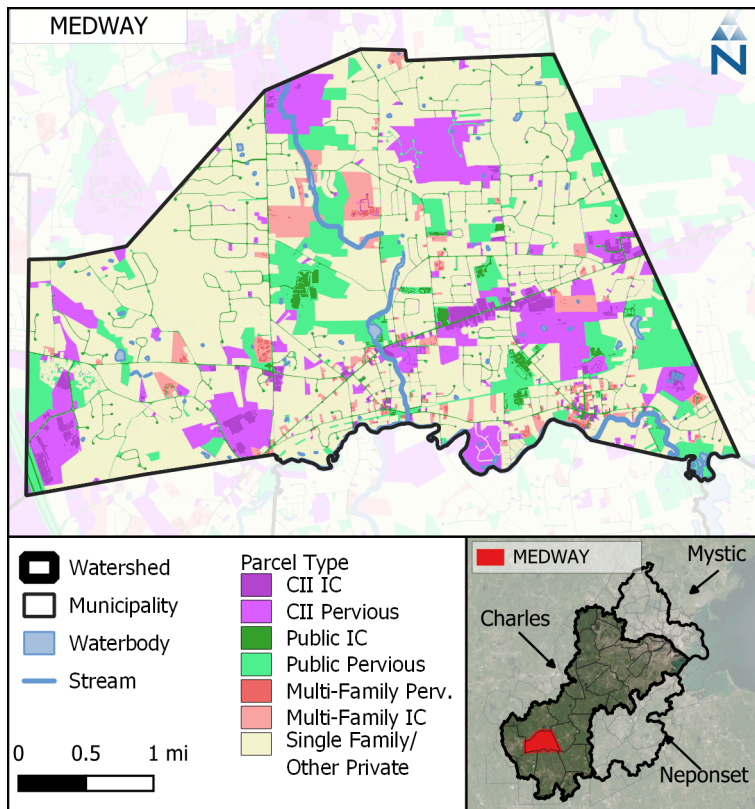 MEDWAY
N
Watershed
Municipality
Waterbody
Stream
0 0.5 1 mi
Parcel Type
CII IC
CII Pervious
Public IC
Public Pervious
Multi-Family Perv.
Multi-Family IC
Single Family/
Other Private
MEDWAY
Mystic
Charles
Neponset